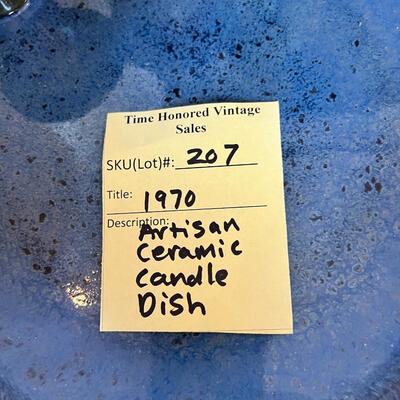 Time Honored Vintage
Sales
SKU(Lot)#: 207
Title: 1970
Description:
Artisan
Ceramic
Candle
Dish